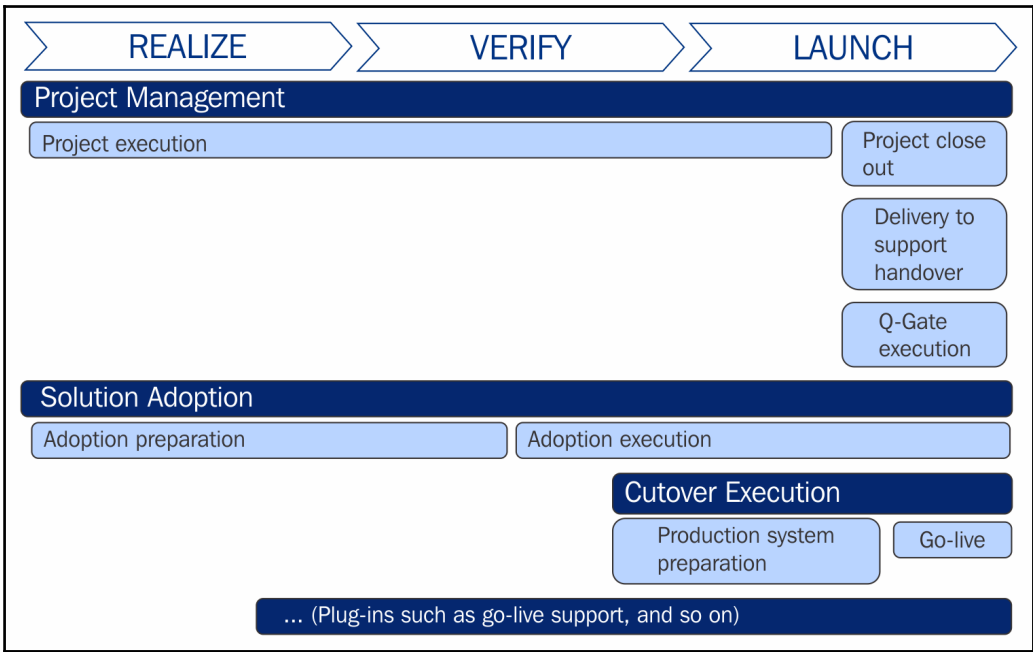 REALIZE
VERIFY
LAUNCH
Project Management
Project execution
Project close
out
Delivery to
support
handover
Q-Gate
execution
Solution Adoption
Adoption preparation
Adoption execution
Cutover Execution
Production system
preparation
Go-live
... (Plug-ins such as go-live support, and so on)